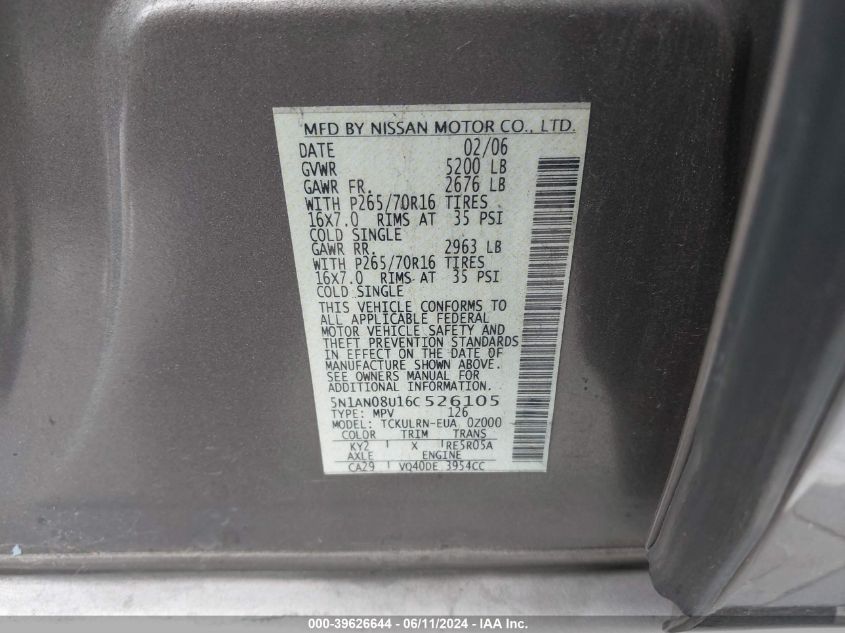 MFD BY NISSAN MOTOR CO., LTD.
DATE 02/06
GVWR 5200 LB
GAWR FR. 2676 LB
WITH P265/70R16 TIRES
16X7.0 RIMS AT 35 PSI
COLD SINGLE
GAWR RR. 2963 LB
WITH P265/70R16 TIRES
16X7.0 RIMS AT 35 PSI
COLD SINGLE
THIS VEHICLE CONFORMS TO
ALL APPLICABLE FEDERAL
MOTOR VEHICLE SAFETY AND
THEFT PREVENTION STANDARDS
IN EFFECT ON THE DATE OF
MANUFACTURE SHOWN ABOVE.
SEE OWNERS MANUAL FOR
ADDITIONAL INFORMATION.
5N1AN08U16C526105
TYPE: MPV 126
MODEL: TCKULRN-EUA 0Z000
COLOR TRIM TRANS
KY2 X RE5R05A
AXLE ENGINE
CA29 VQ40DE 3954CC
000-39626644 - 06/11/2024 - IAA Inc.